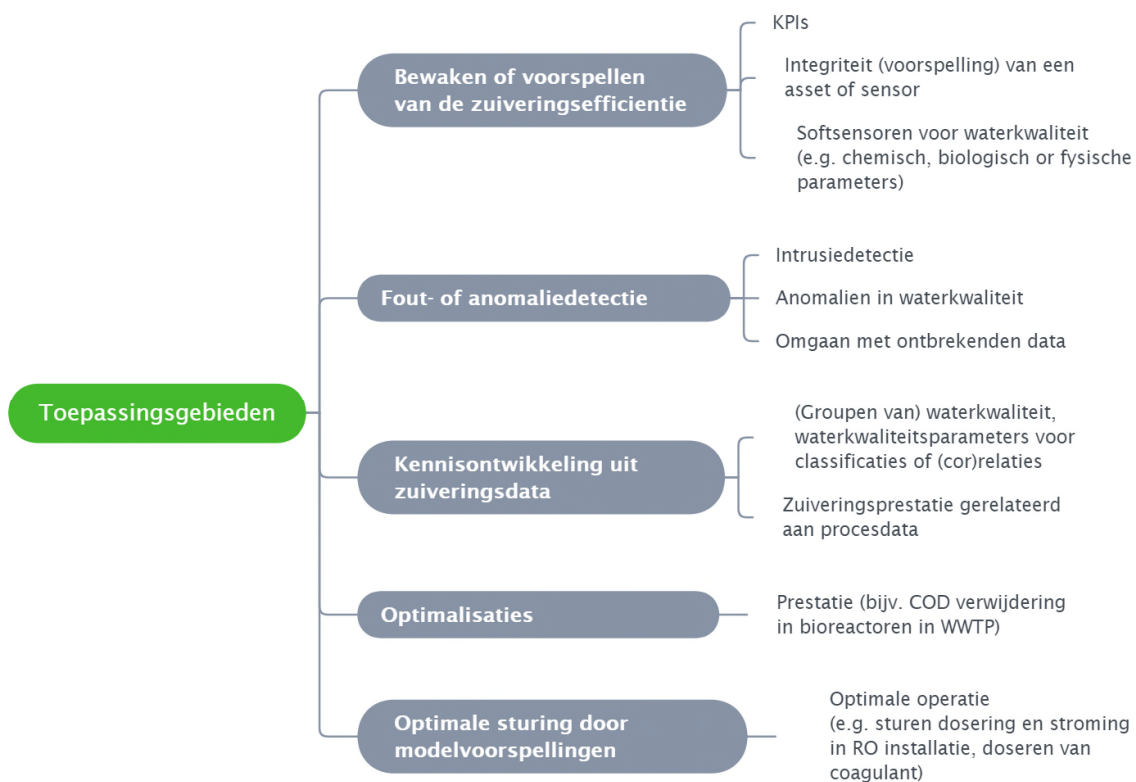 Toepassingsgebieden
Bewaken of voorspellen
van de zuiveringsefficientie
KPIs
Integriteit (voorspelling) van een
asset of sensor
Softsensoren voor waterkwaliteit
(e.g. chemisch, biologisch or fysische
parameters)
Fout- of anomaliedetectie
Intrusiedetectie
Anomalien in waterkwaliteit
Omgaan met ontbrekenden data
Kennisontwikkeling uit
zuiveringsdata
(Groupen van) waterkwaliteit,
waterkwaliteitsparameters voor
classificaties of (cor)relaties
Zuiveringsprestatie gerelateerd
aan procesdata
Optimalisaties
Prestatie (bijv. COD verwijdering
in bioreactoren in WWTP)
Optimale sturing door
modelvoorspellingen
Optimale operatie
(e.g. sturen dosering en stroming
in RO installatie, doseren van
coagulant)